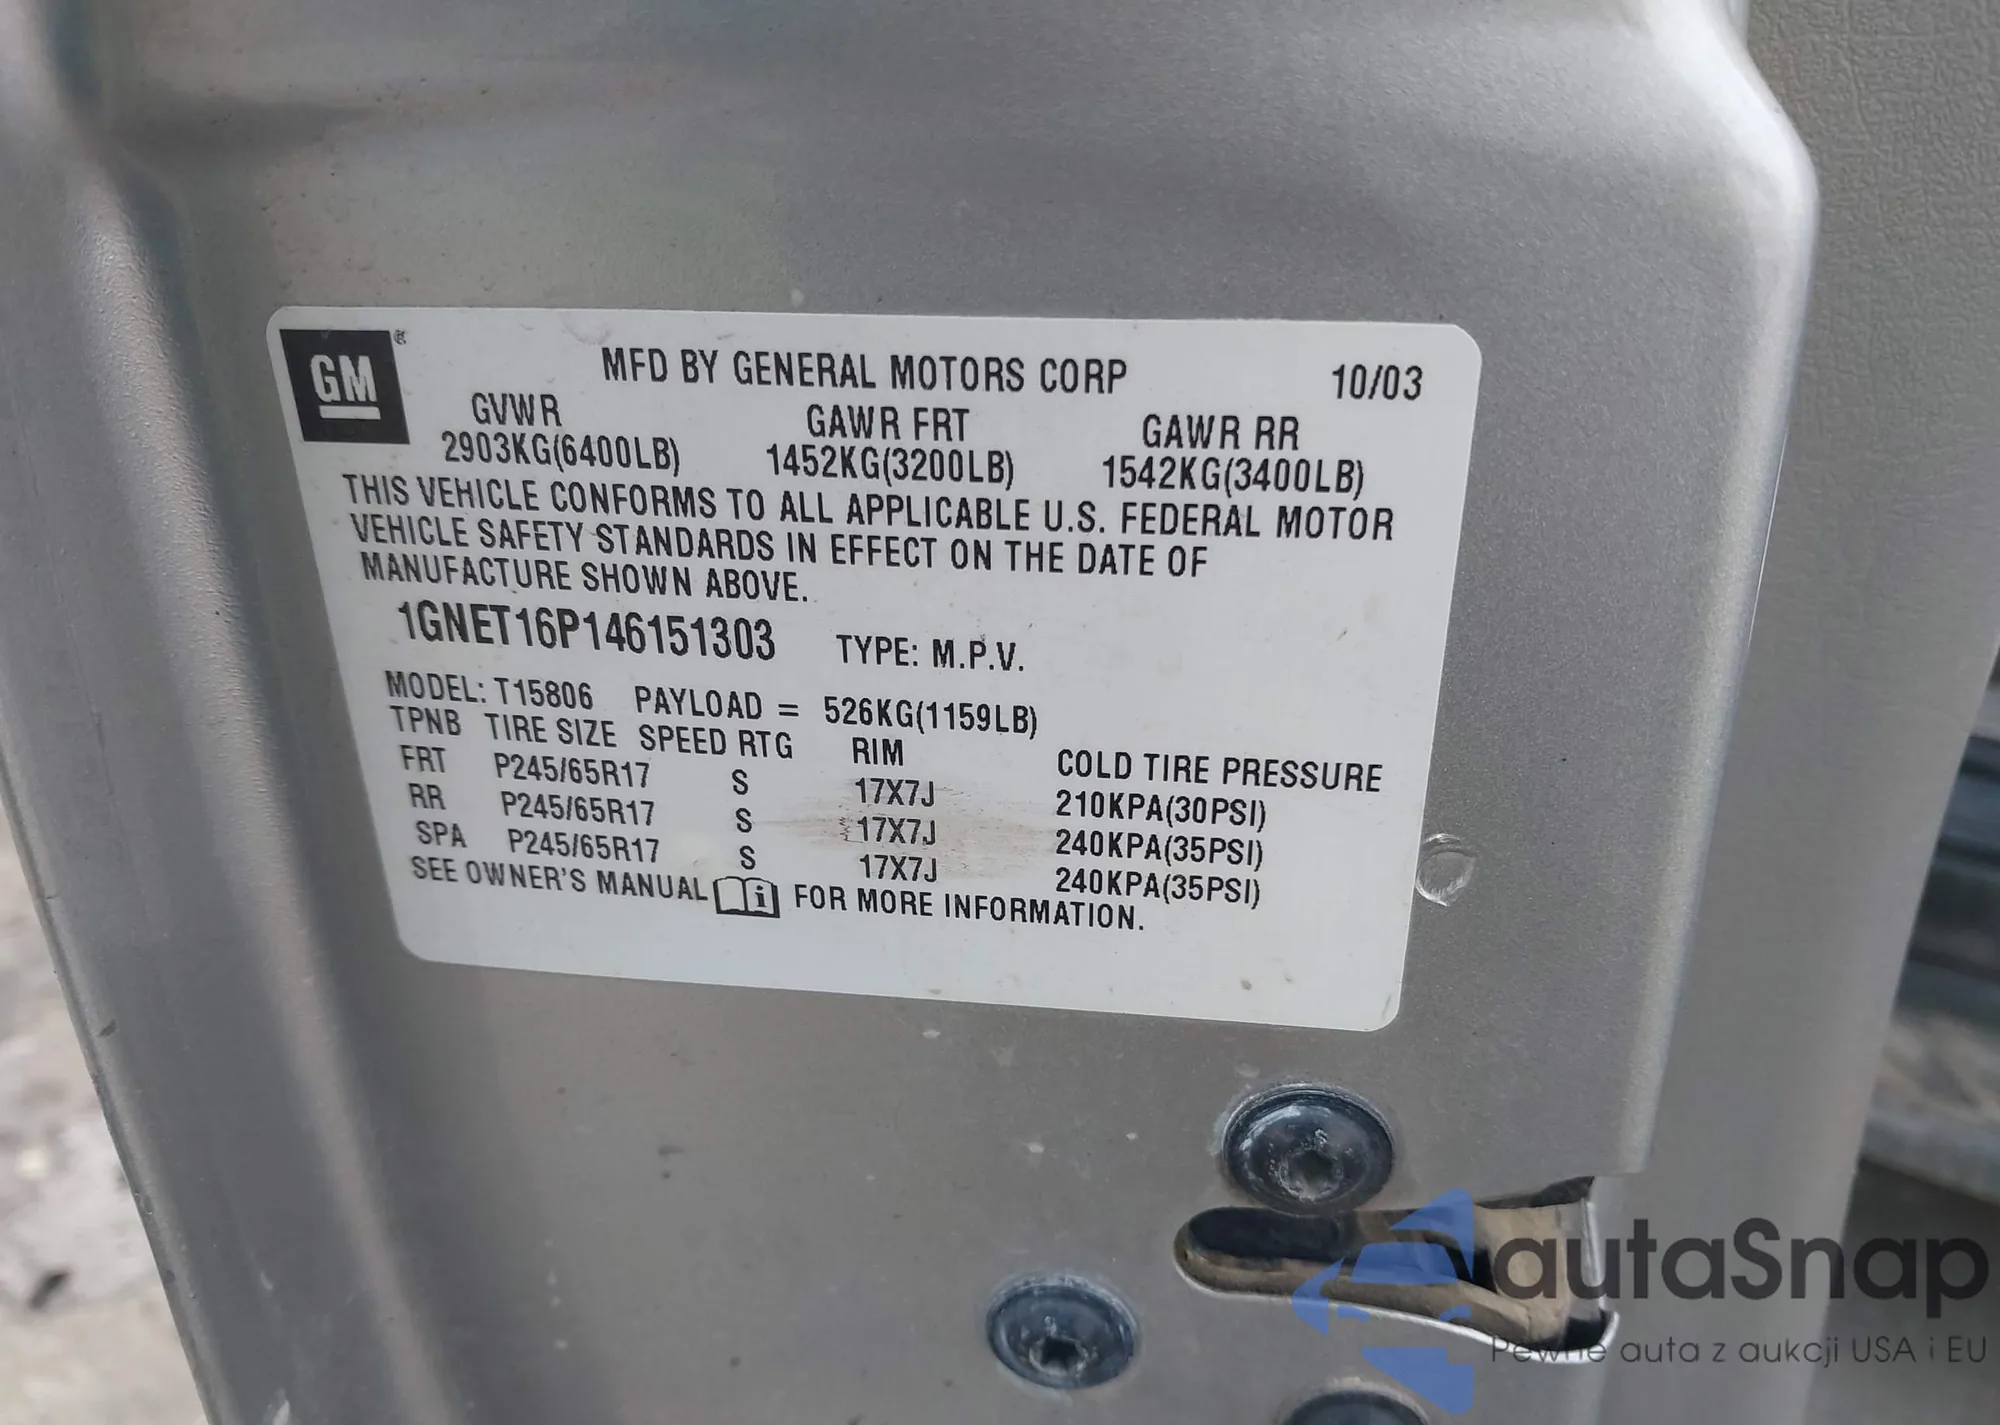 GM ®
MFD BY GENERAL MOTORS CORP 10/03
GVWR GAWR FRT GAWR RR
2903KG(6400LB) 1452KG(3200LB) 1542KG(3400LB)
THIS VEHICLE CONFORMS TO ALL APPLICABLE U.S. FEDERAL MOTOR
VEHICLE SAFETY STANDARDS IN EFFECT ON THE DATE OF
MANUFACTURE SHOWN ABOVE.
1GNET16P146151303 TYPE: M.P.V.
MODEL: T15806 PAYLOAD = 526KG(1159LB)
TPNB TIRE SIZE SPEED RTG RIM COLD TIRE PRESSURE
FRT P245/65R17 S 17X7J 210KPA(30PSI)
RR P245/65R17 S 17X7J 240KPA(35PSI)
SPA P245/65R17 S 17X7J 240KPA(35PSI)
SEE OWNER'S MANUAL i FOR MORE INFORMATION.
S
autaSnap
Pewne auta z aukcji USA i EU